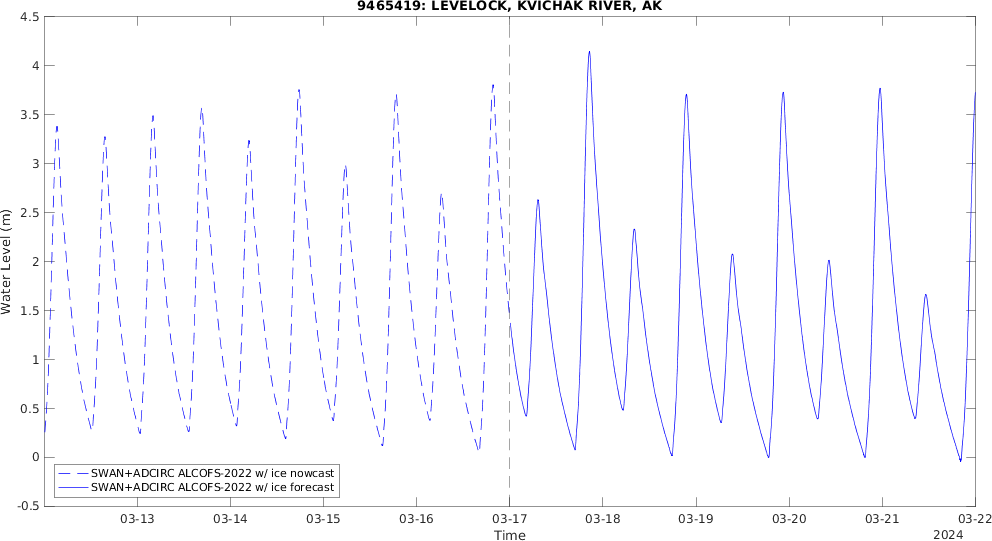 9465419: LEVELOCK, KVICHAK RIVER, AK
4.5
4
3.5
3
2.5
2
1.5
1
0.5
0
-0.5
Water Level (m)
SWAN+ADCIRC ALCOFS-2022 w/ ice nowcast
SWAN+ADCIRC ALCOFS-2022 w/ ice forecast
03-13 03-14 03-15 03-16 03-17 03-18 03-19 03-20 03-21 03-22
Time
2024